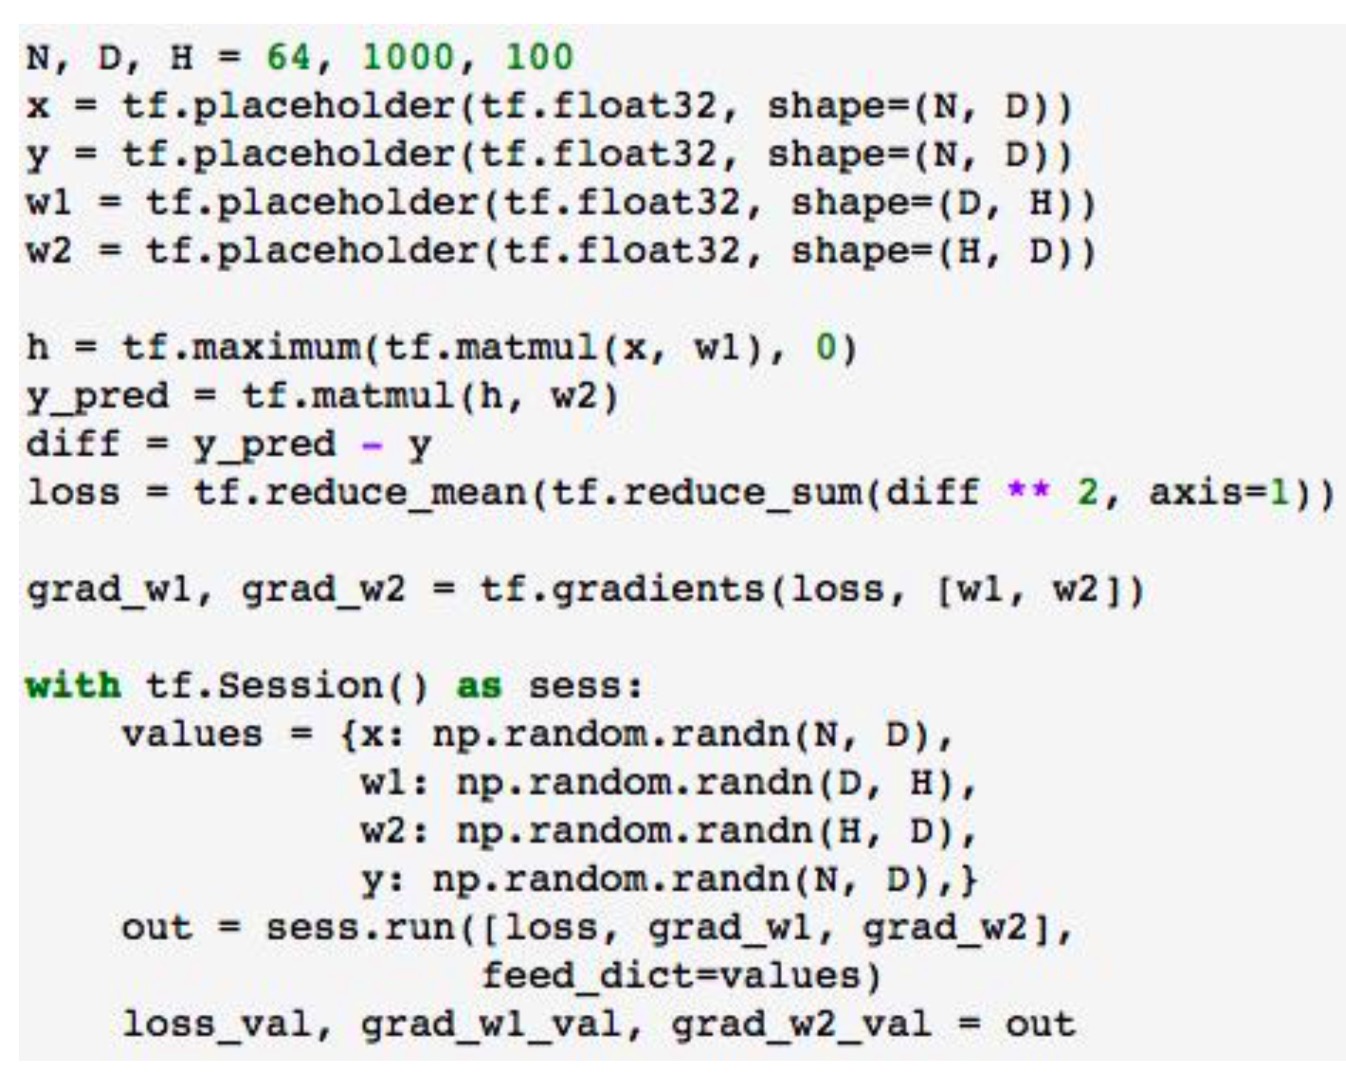 N, D, H = 64, 1000, 100
x = tf.placeholder(tf.float32, shape=(N, D))
y = tf.placeholder(tf.float32, shape=(N, D))
w1 = tf.placeholder(tf.float32, shape=(D, H))
w2 = tf.placeholder(tf.float32, shape=(H, D))

h = tf.maximum(tf.matmul(x, w1), 0)
y_pred = tf.matmul(h, w2)
diff = y_pred - y
loss = tf.reduce_mean(tf.reduce_sum(diff ** 2, axis=1))

grad_w1, grad_w2 = tf.gradients(loss, [w1, w2])

with tf.Session() as sess:
    values = {x: np.random.randn(N, D),
              w1: np.random.randn(D, H),
              w2: np.random.randn(H, D),
              y: np.random.randn(N, D),}
    out = sess.run([loss, grad_w1, grad_w2],
                   feed_dict=values)
    loss_val, grad_w1_val, grad_w2_val = out